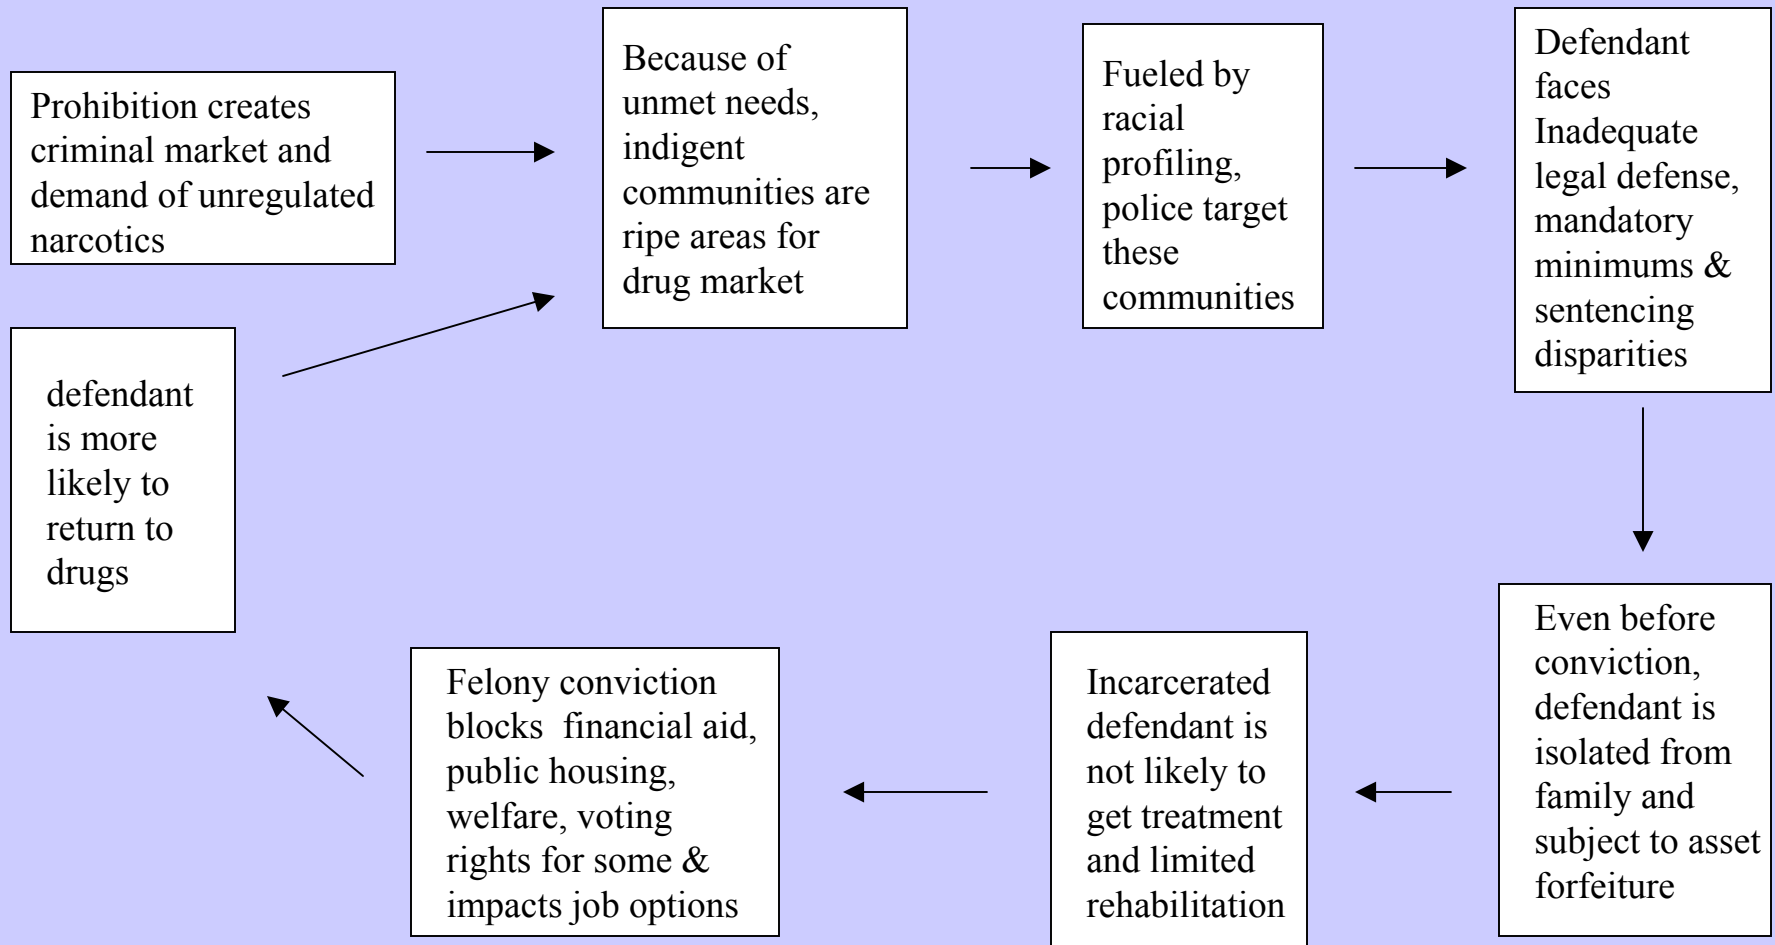 Prohibition creates
criminal market and
demand of unregulated
narcotics
Because of
unmet needs,
indigent
communities are
ripe areas for
drug market
Fueled by
racial
profiling,
police target
these
communities
Defendant
faces
Inadequate
legal defense,
mandatory
minimums &
sentencing
disparities
Even before
conviction,
defendant is
isolated from
family and
subject to asset
forfeiture
Incarcerated
defendant is
not likely to
get treatment
and limited
rehabilitation
Felony conviction
blocks  financial aid,
public housing,
welfare, voting
rights for some &
impacts job options
defendant
is more
likely to
return to
drugs